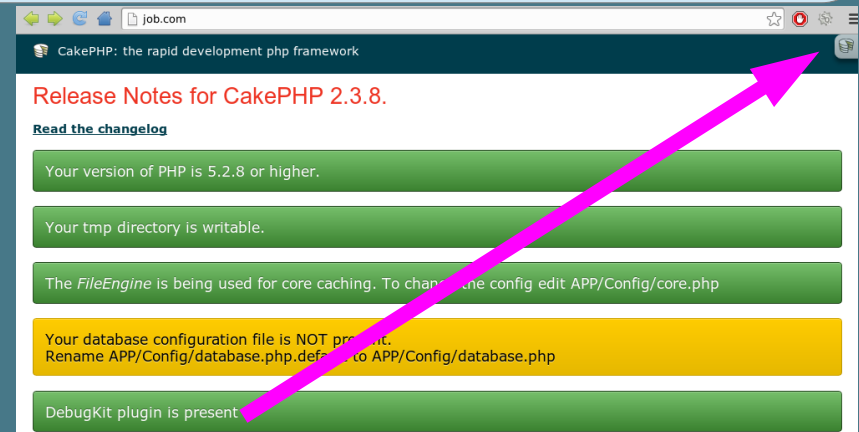 job.com
CakePHP: the rapid development php framework
Release Notes for CakePHP 2.3.8.
Read the changelog
Your version of PHP is 5.2.8 or higher.
Your tmp directory is writable.
The FileEngine is being used for core caching. To change the config edit APP/Config/core.php
Your database configuration file is NOT present.
Rename APP/Config/database.php.default to APP/Config/database.php
DebugKit plugin is present